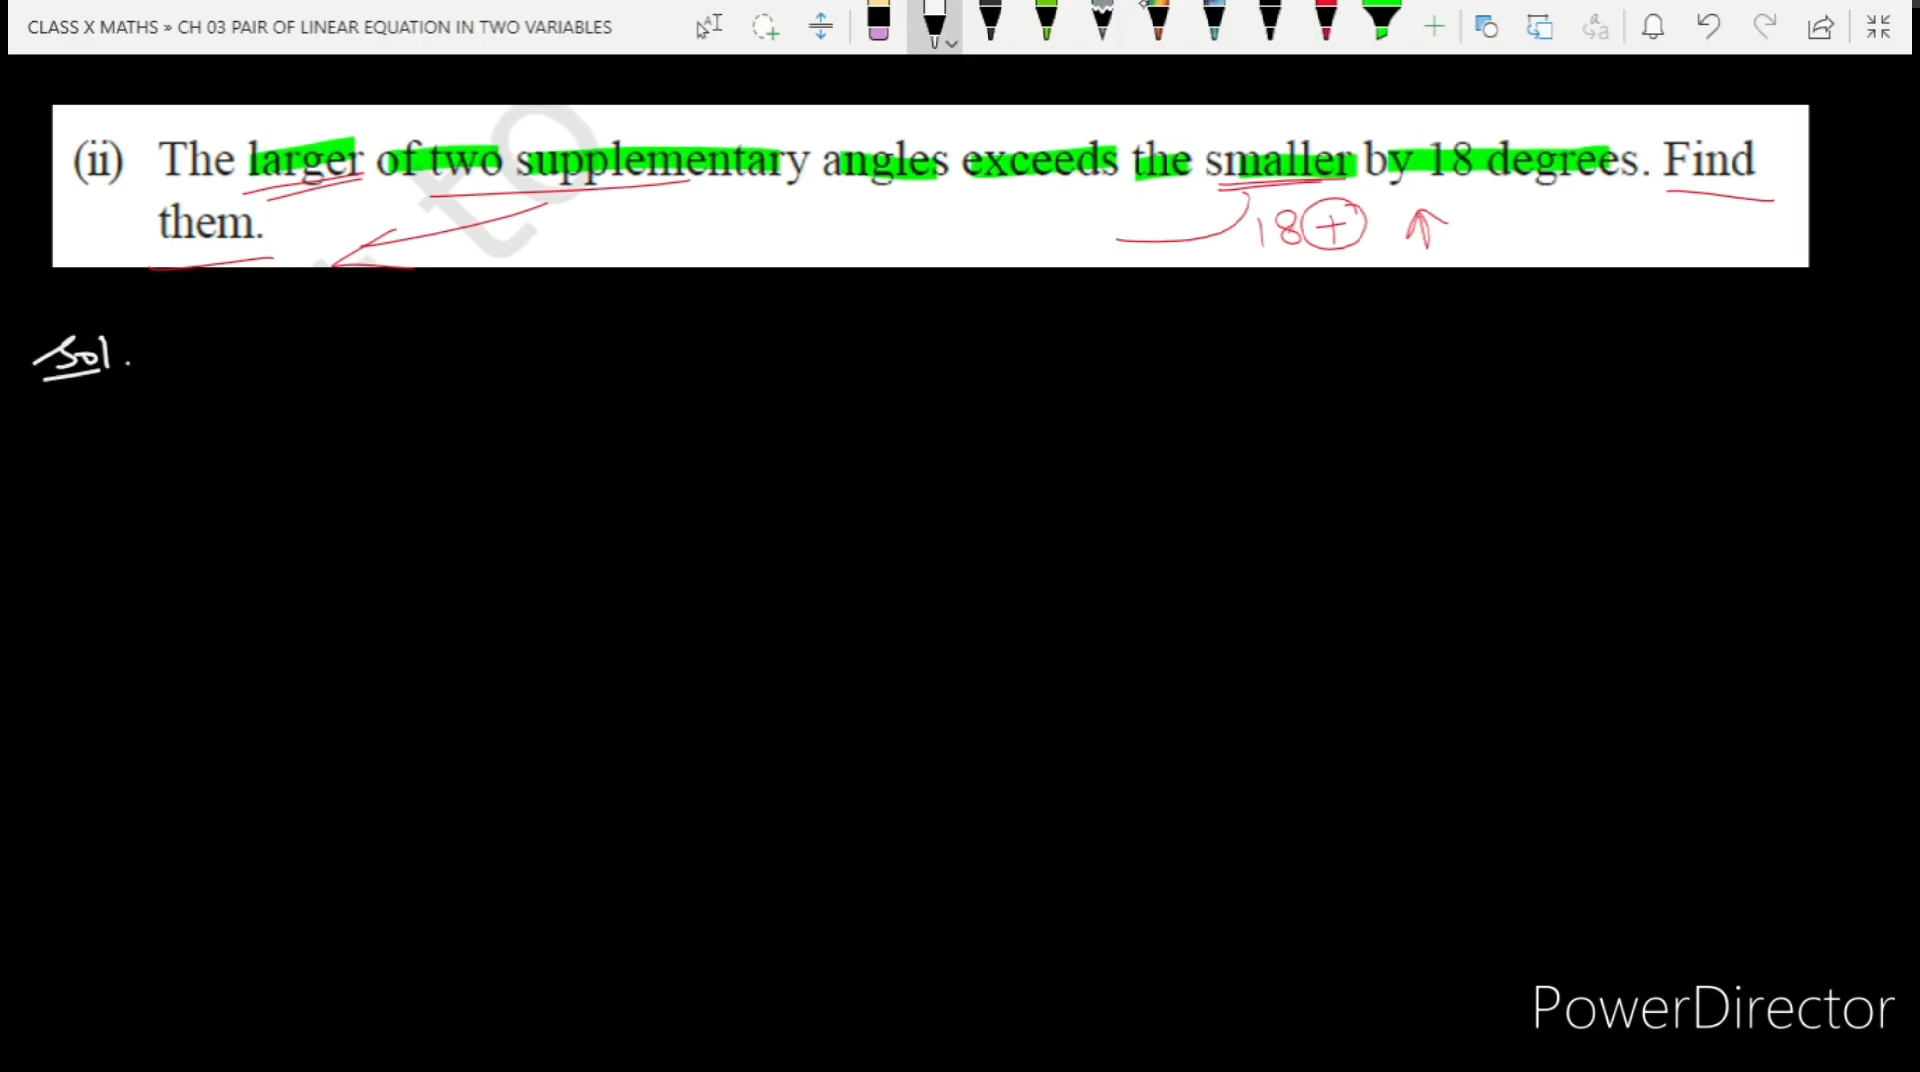 CLASS X MATHS » CH 03 PAIR OF LINEAR EQUATION IN TWO VARIABLES
(ii) The larger of two supplementary angles exceeds the smaller by 18 degrees. Find
them.
18 + ↑
Sol.
PowerDirector